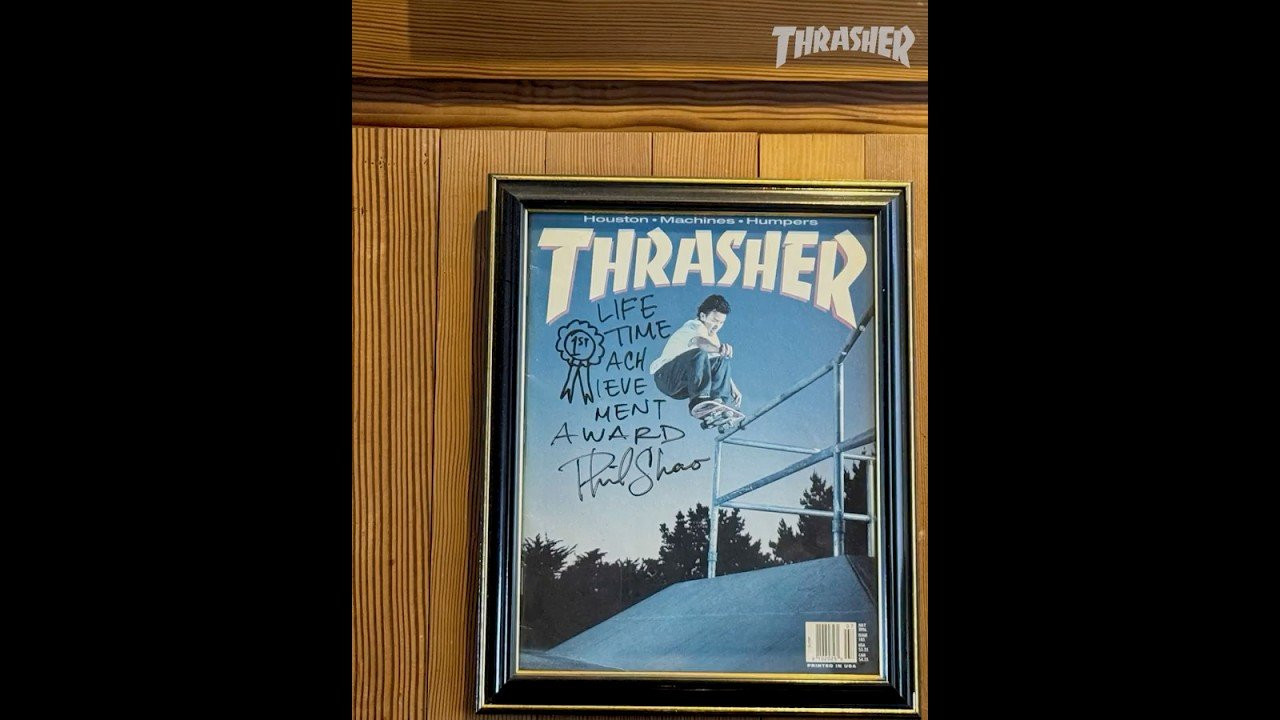 THRASHER
Houston • Machines • Humpers
THRASHER
LIFE
TIME
1ST
ACH
IEVE
MENT
AWARD
Phil Shao
PRINTED IN USA